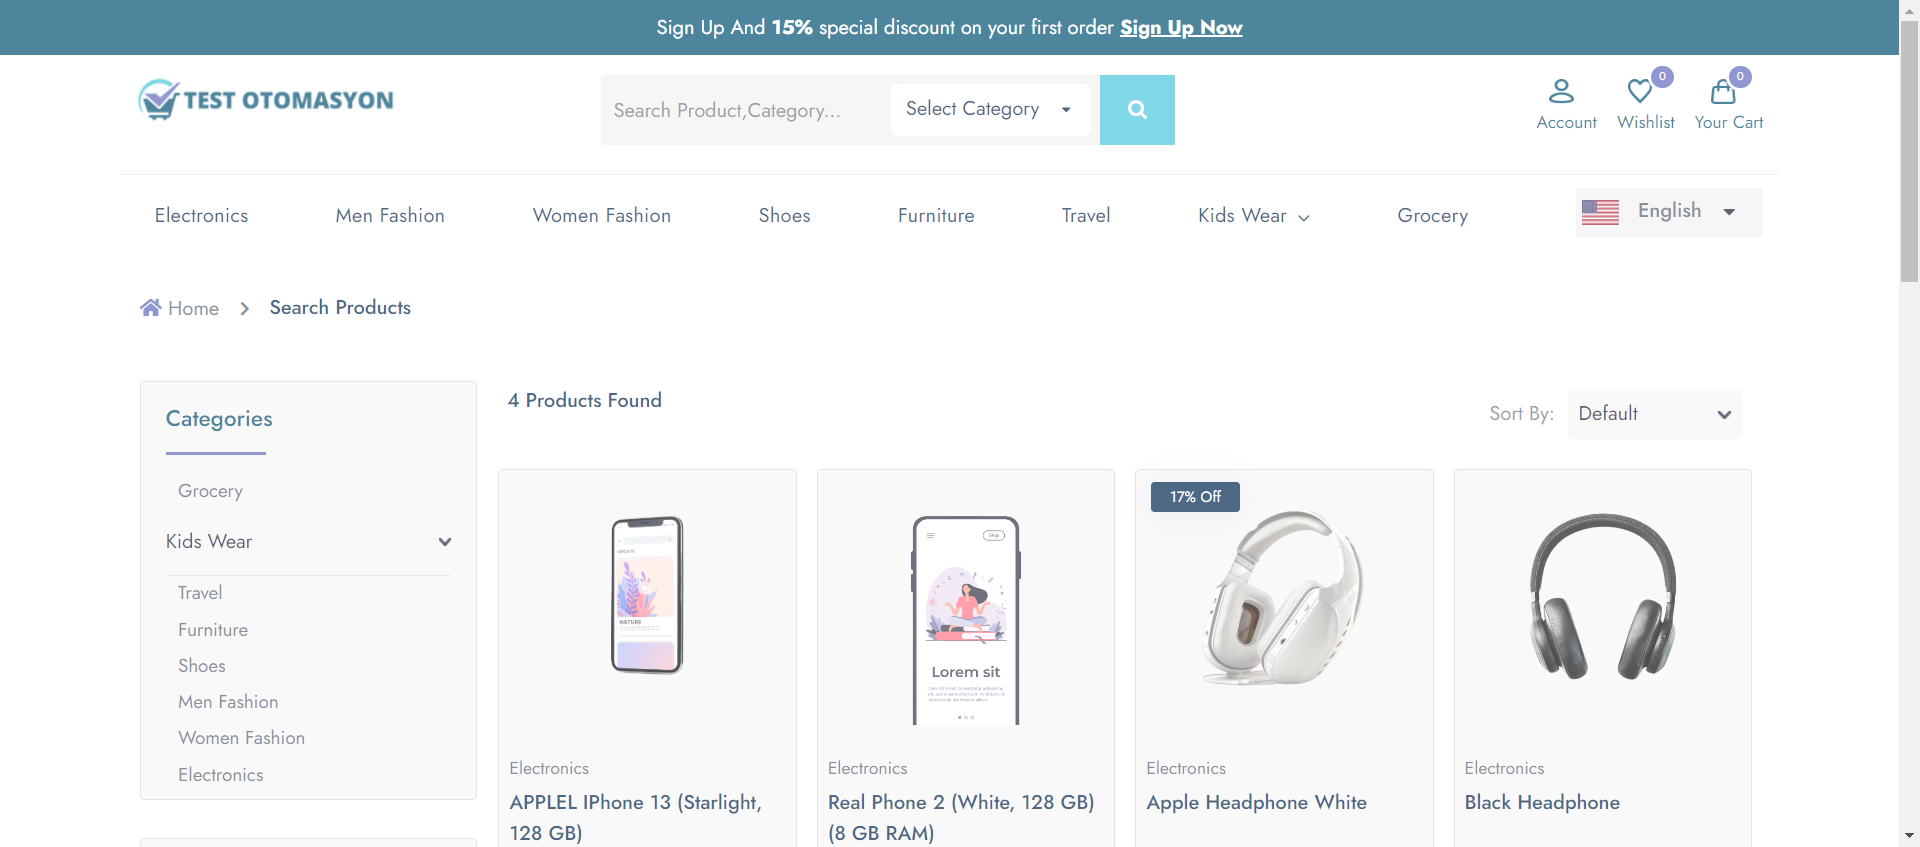 Sign Up And 15% special discount on your first order Sign Up Now
TEST OTOMASYON
Search Product,Category...
Select Category
0
0
Account
Wishlist
Your Cart
Electronics
Men Fashion
Women Fashion
Shoes
Furniture
Travel
Kids Wear
Grocery
English
Home
Search Products
Categories
Grocery
Kids Wear
Travel
Furniture
Shoes
Men Fashion
Women Fashion
Electronics
4 Products Found
Sort By:
Default
NATURE
Electronics
APPLEL IPhone 13 (Starlight,
128 GB)
Skip
Lorem sit
Electronics
Real Phone 2 (White, 128 GB)
(8 GB RAM)
17% Off
Electronics
Apple Headphone White
Electronics
Black Headphone